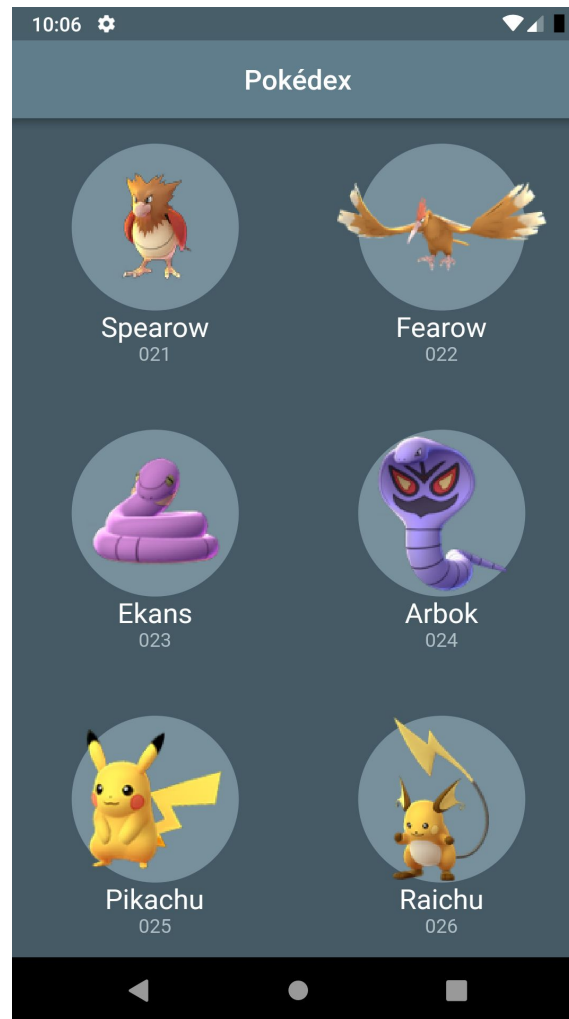 10:06
Pokédex
Spearow
021
Fearow
022
Ekans
023
Arbok
024
Pikachu
025
Raichu
026